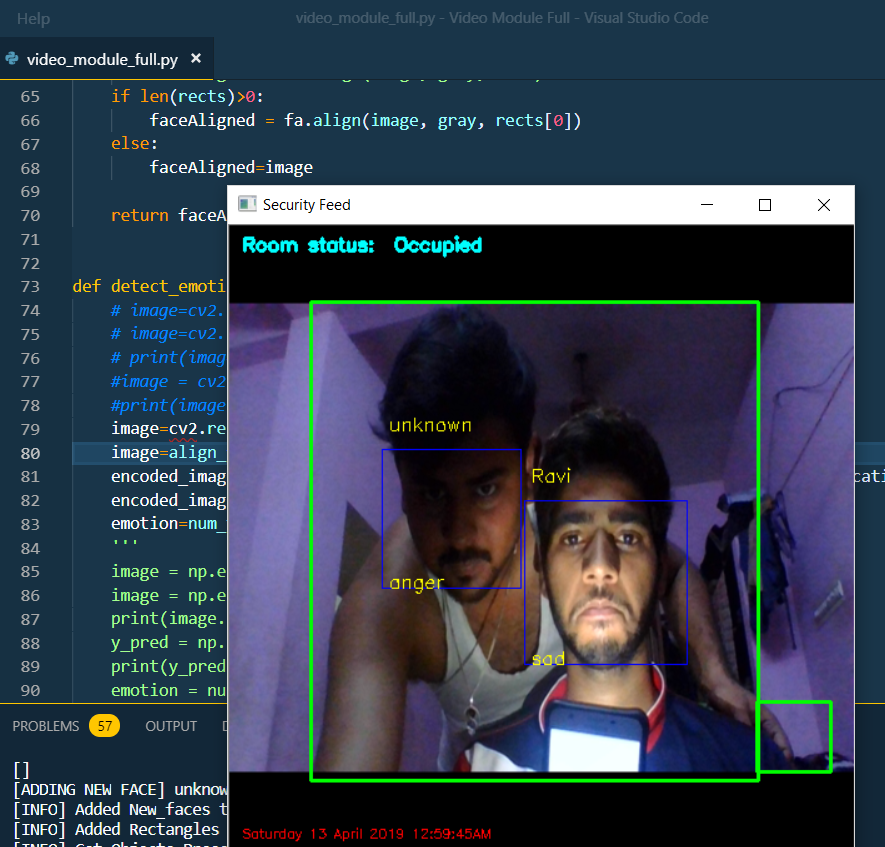 Help
video_module_full.py - Video Module Full - Visual Studio Code
video_module_full.py ×
65 if len(rects)>0:
66 faceAligned = fa.align(image, gray, rects[0])
67 else:
68 faceAligned=image
69
70 return faceA
71
72
73 def detect_emoti
74 # image=cv2.
75 # image=cv2.
76 # print(imag
77 #image = cv2
78 #print(image
79 image=cv2.re
80 image=align_
81 encoded_imag cati
82 encoded_imag
83 emotion=num_
84 '''
85 image = np.e
86 image = np.e
87 print(image.
88 y_pred = np.
89 print(y_pred
90 emotion = nu
Security Feed
Room status: Occupied
unknown
Ravi
anger
sad
Saturday 13 April 2019 12:59:45AM
PROBLEMS 57 OUTPUT D
[]
[ADDING NEW FACE] unknow
[INFO] Added New_faces t
[INFO] Added Rectangles